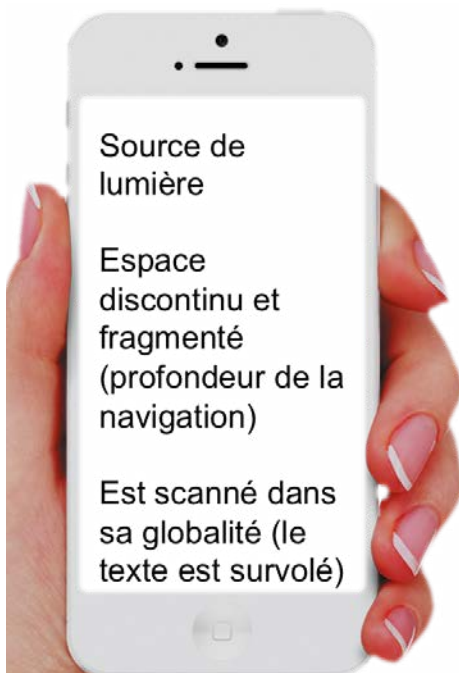 Source de
lumière
Espace
discontinu et
fragmenté
(profondeur de la
navigation)
Est scanné dans
sa globalité (le
texte est survolé)